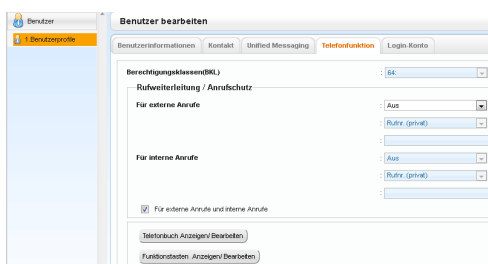 Benutzer
1.Benutzerprofile
Benutzer bearbeiten
Benutzerinformationen Kontakt Unified Messaging Telefonfunktion Login-Konto
Berechtigungsklassen(BKL) : 64:
Rufweiterleitung / Anrufschutz
Für externe Anrufe : Aus
: Rufnr. (privat)
:
Für interne Anrufe : Aus
: Rufnr. (privat)
:
Für externe Anrufe und interne Anrufe
Telefonbuch Anzeigen/Bearbeiten
Funktionstasten Anzeigen/Bearbeiten